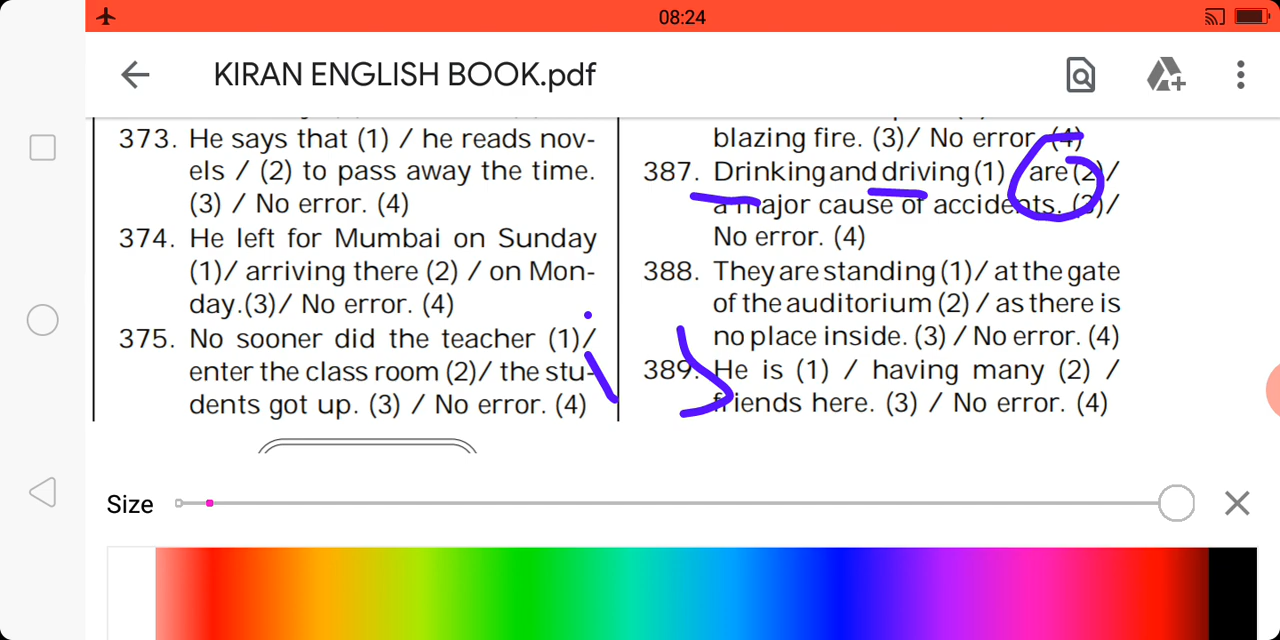 08:24
KIRAN ENGLISH BOOK.pdf
373. He says that (1) / he reads nov-
els / (2) to pass away the time.
(3) / No error. (4)
374. He left for Mumbai on Sunday
(1)/ arriving there (2) / on Mon-
day.(3)/ No error. (4)
375. No sooner did the teacher (1)/
enter the class room (2)/ the stu-
dents got up. (3) / No error. (4)
blazing fire. (3)/ No error. (4)
387. Drinking and driving (1) / are (2)/
a major cause of accidents. (3)/
No error. (4)
388. They are standing (1)/ at the gate
of the auditorium (2) / as there is
no place inside. (3) / No error. (4)
389. He is (1) / having many (2) /
friends here. (3) / No error. (4)
Size